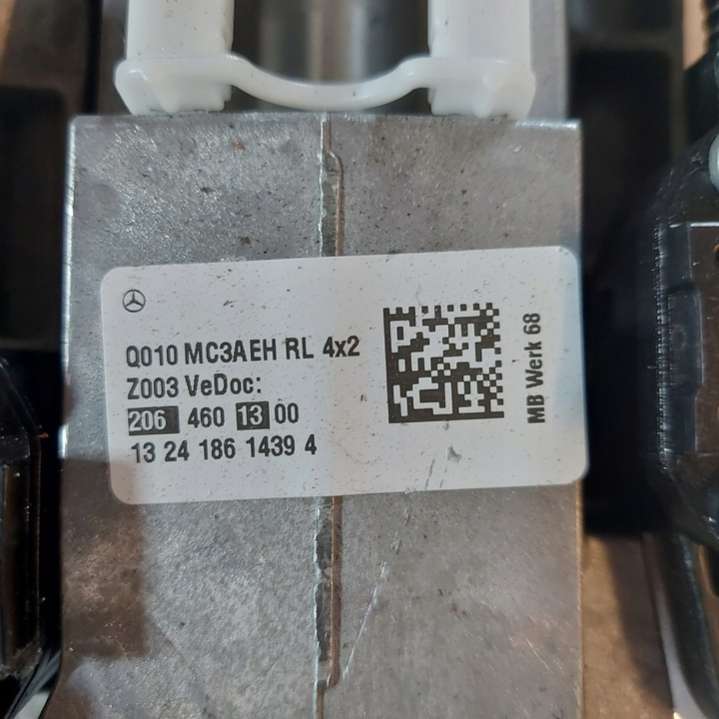 Q010 MC3AEH RL 4x2
Z003 VeDoc:
206 460 13 00
13 24 186 1439 4
MB Werk 68